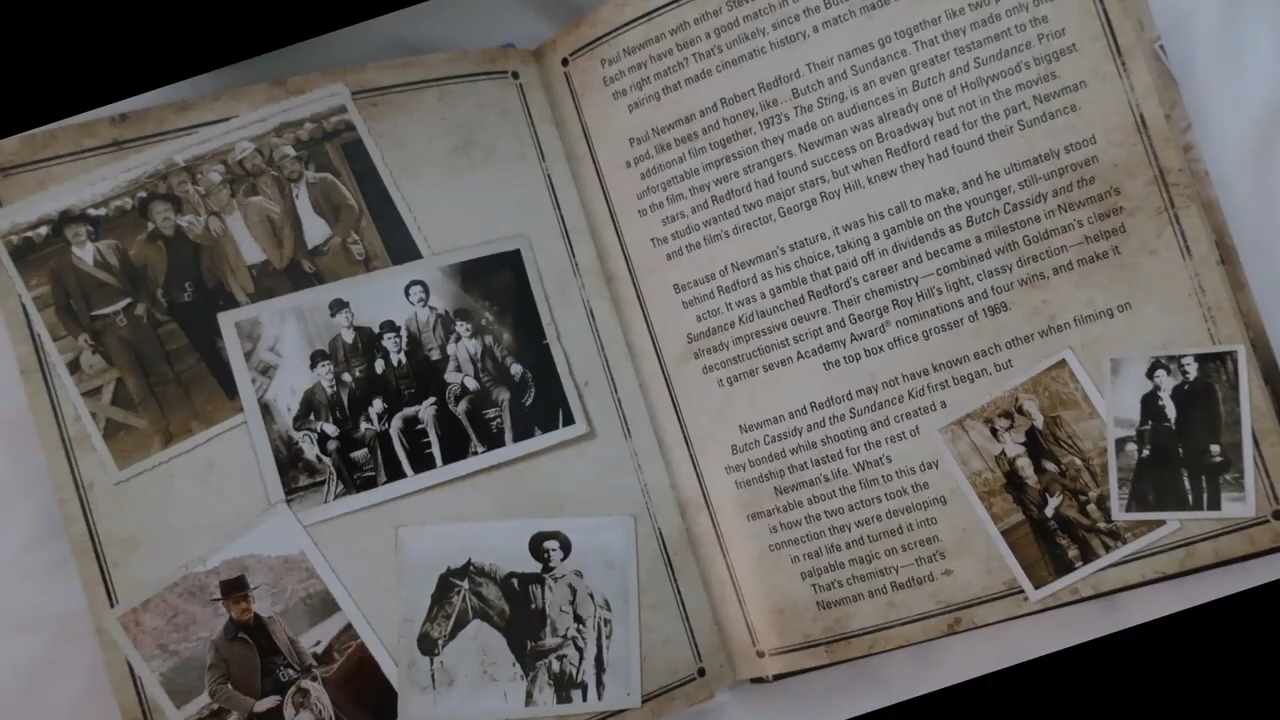 Paul Newman with either Steve
Each may have been a good match in
the right match? That's unlikely, since the Butc
pairing that made cinematic history, a match made
Paul Newman and Robert Redford. Their names go together like two p
a pod, like bees and honey, like…Butch and Sundance. That they made only one
additional film together, 1973's The Sting, is an even greater testament to the
unforgettable impression they made on audiences in Butch and Sundance. Prior
to the film, they were strangers. Newman was already one of Hollywood's biggest
stars, and Redford had found success on Broadway but not in the movies.
The studio wanted two major stars, but when Redford read for the part, Newman
and the film's director, George Roy Hill, knew they had found their Sundance.
Because of Newman's stature, it was his call to make, and he ultimately stood
behind Redford as his choice, taking a gamble on the younger, still-unproven
actor. It was a gamble that paid off in dividends as Butch Cassidy and the
Sundance Kid launched Redford's career and became a milestone in Newman's
already impressive oeuvre. Their chemistry—combined with Goldman's clever
deconstructionist script and George Roy Hill's light, classy direction—helped
it garner seven Academy Award® nominations and four wins, and make it
the top box office grosser of 1969.
Newman and Redford may not have known each other when filming on
Butch Cassidy and the Sundance Kid first began, but
they bonded while shooting and created a
friendship that lasted for the rest of
Newman's life. What's
remarkable about the film to this day
is how the two actors took the
connection they were developing
in real life and turned it into
palpable magic on screen.
That's chemistry—that's
Newman and Redford.